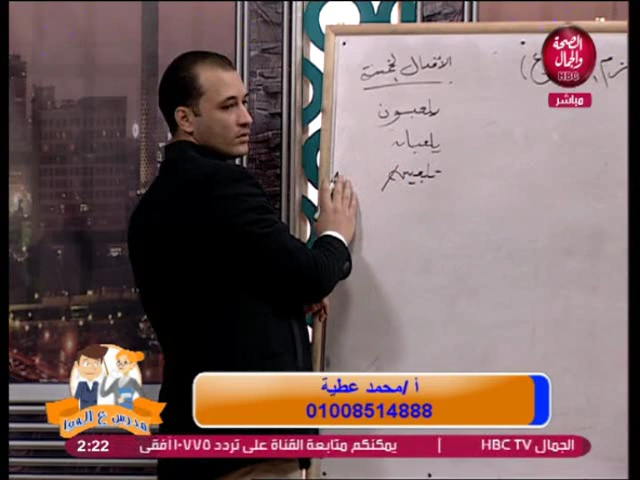 الصحة
والجمال
HBC
مباشر
الأفعال الخمسة
يلعبون
يلعبان
تلعبين
أ /محمد عطية
01008514888
مدرس ع الهوا
الجمال HBC TV | يمكنكم متابعة القناة على تردد ١٠٧٧٥ أفقى
2:22